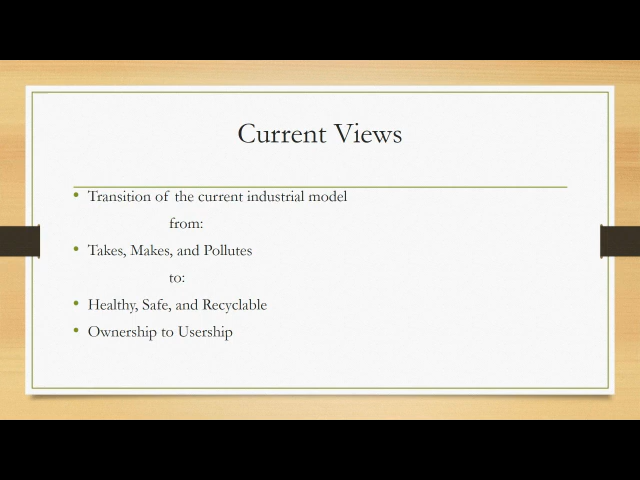 Current Views
• Transition of the current industrial model
from:
• Takes, Makes, and Pollutes
to:
• Healthy, Safe, and Recyclable
• Ownership to Usership